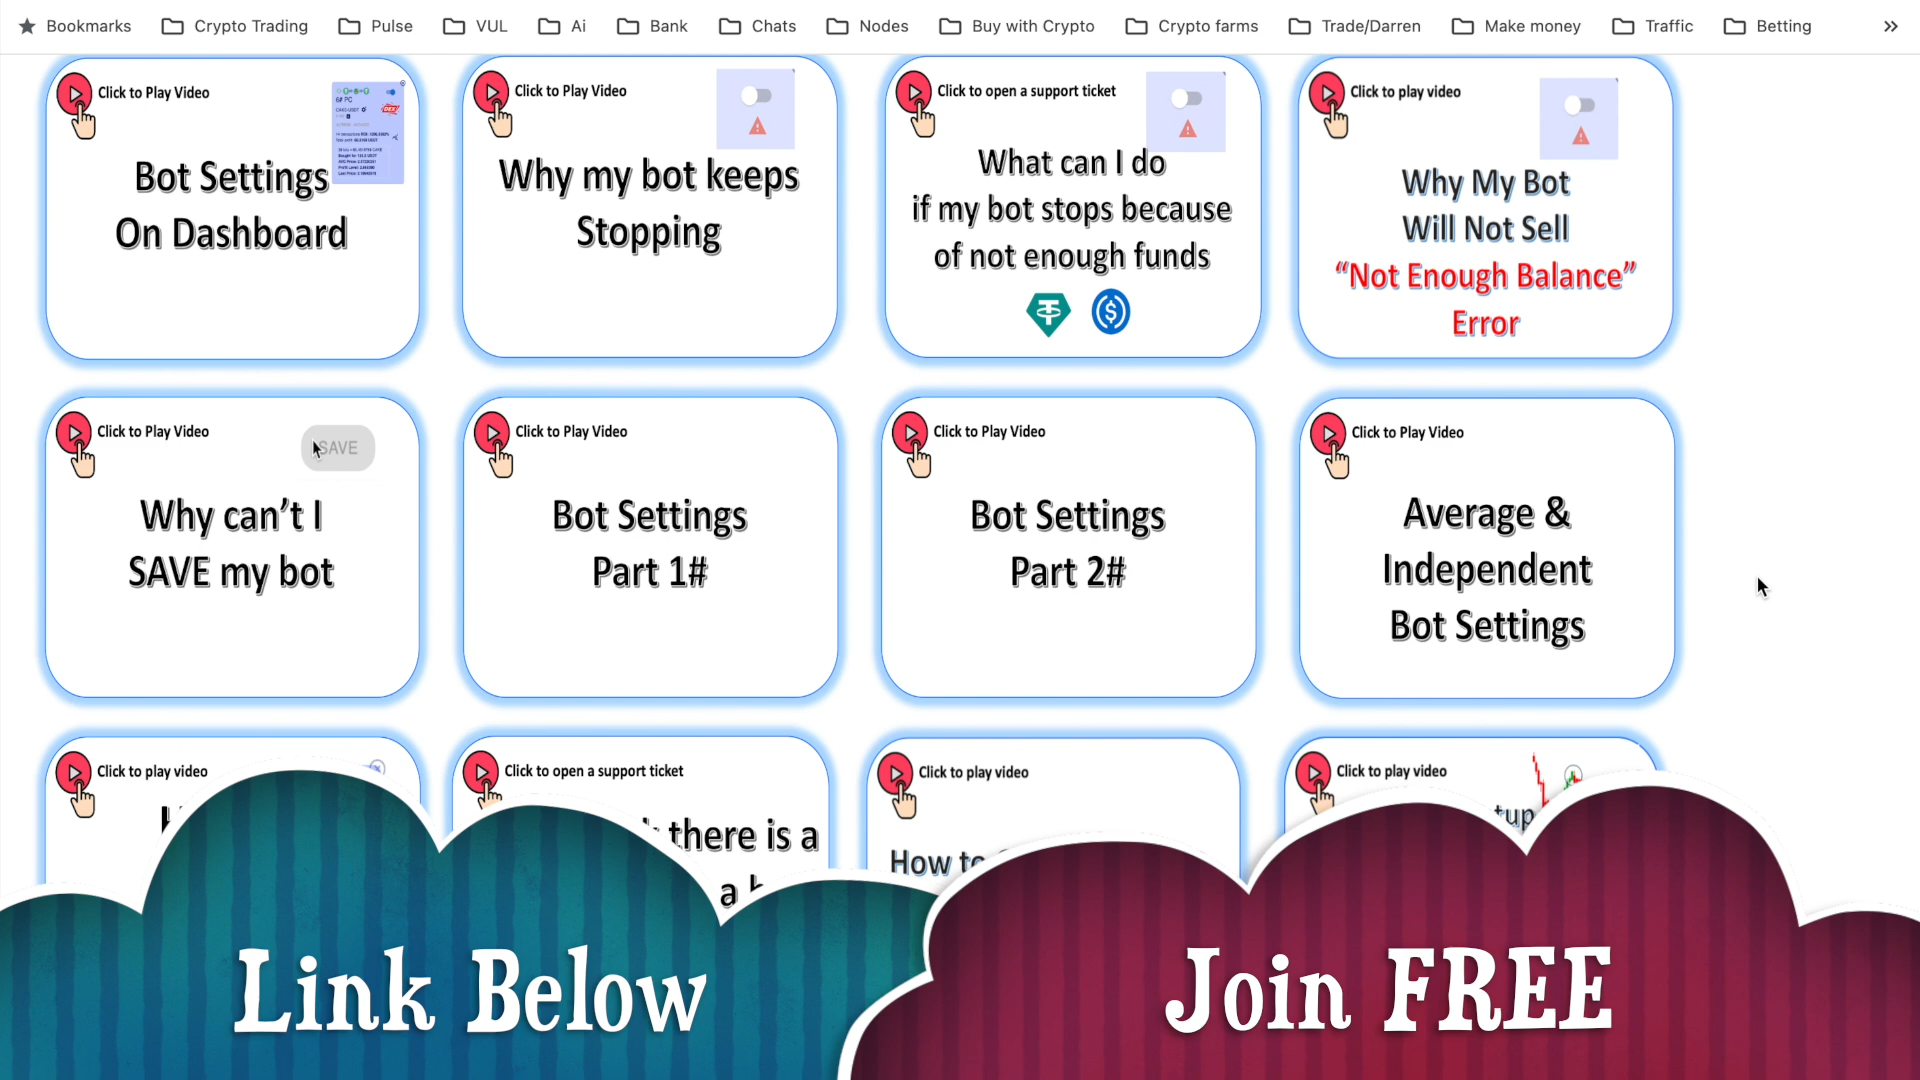 Bookmarks
Crypto Trading
Pulse
VUL
Ai
Bank
Chats
Nodes
Buy with Crypto
Crypto farms
Trade/Darren
Make money
Traffic
Betting
Click to Play Video
Bot Settings
On Dashboard
Click to Play Video
Why my bot keeps
Stopping
Click to open a support ticket
What can I do
if my bot stops because
of not enough funds
Click to play video
Why My Bot
Will Not Sell
“Not Enough Balance”
Error
Click to Play Video
SAVE
Why can’t I
SAVE my bot
Click to Play Video
Bot Settings
Part 1#
Click to Play Video
Bot Settings
Part 2#
Click to Play Video
Average &
Independent
Bot Settings
Click to play video
Click to open a support ticket
there is a
a
Click to play video
How to
Click to play video
Link Below
Join FREE